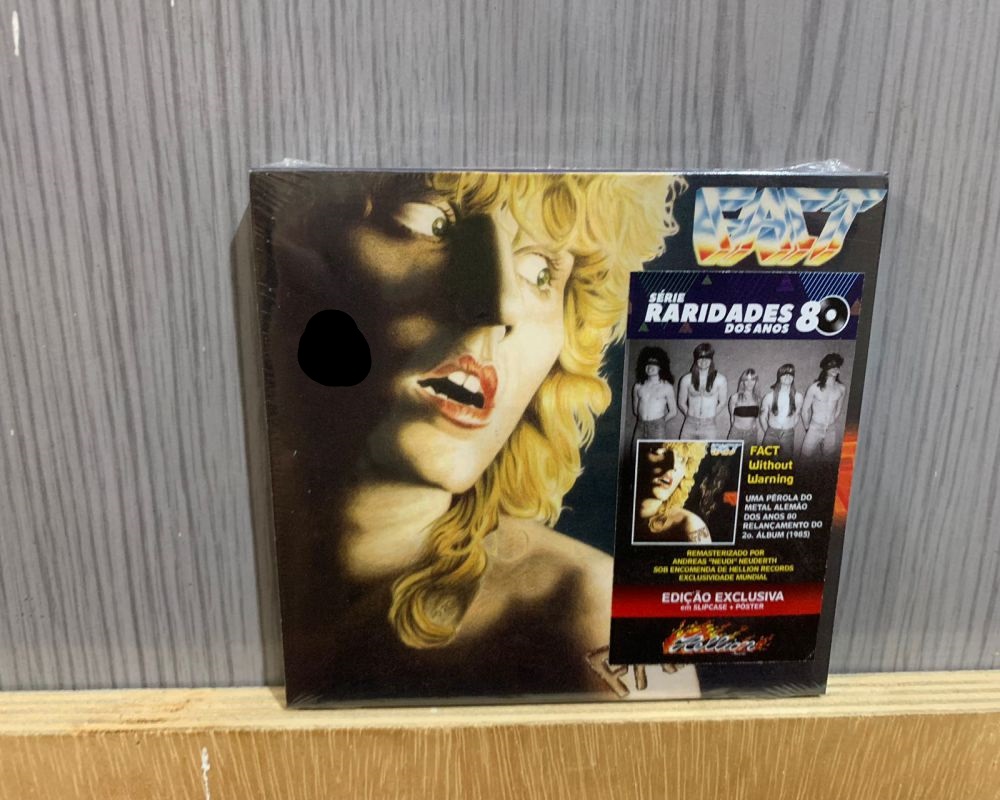 FACT
SÉRIE
RARIDADES 80
DOS ANOS
FACT
FACT
Without
Warning
UMA PÉROLA DO
METAL ALEMÃO
DOS ANOS 80
RELANÇAMENTO DO
2o. ÁLBUM (1985)
REMASTERIZADO POR
ANDREAS "NEUDI" NEUDERTH
SOB ENCOMENDA DE HELLION RECORDS
EXCLUSIVIDADE MUNDIAL
EDIÇÃO EXCLUSIVA
em SLIPCASE + PÔSTER
Hellion